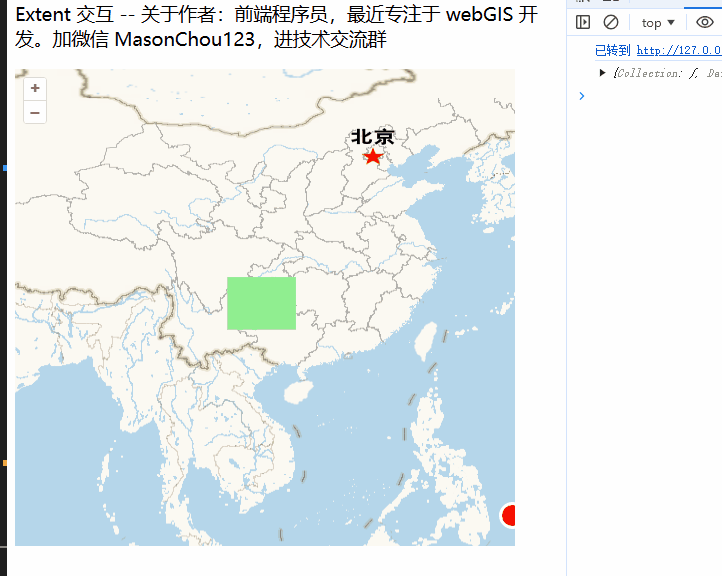 Extent 交互 -- 关于作者：前端程序员，最近专注于 webGIS 开
发。加微信 MasonChou123，进技术交流群
+
−
北京
top
已转到 http://127.0.0
{Collection: ƒ, Da